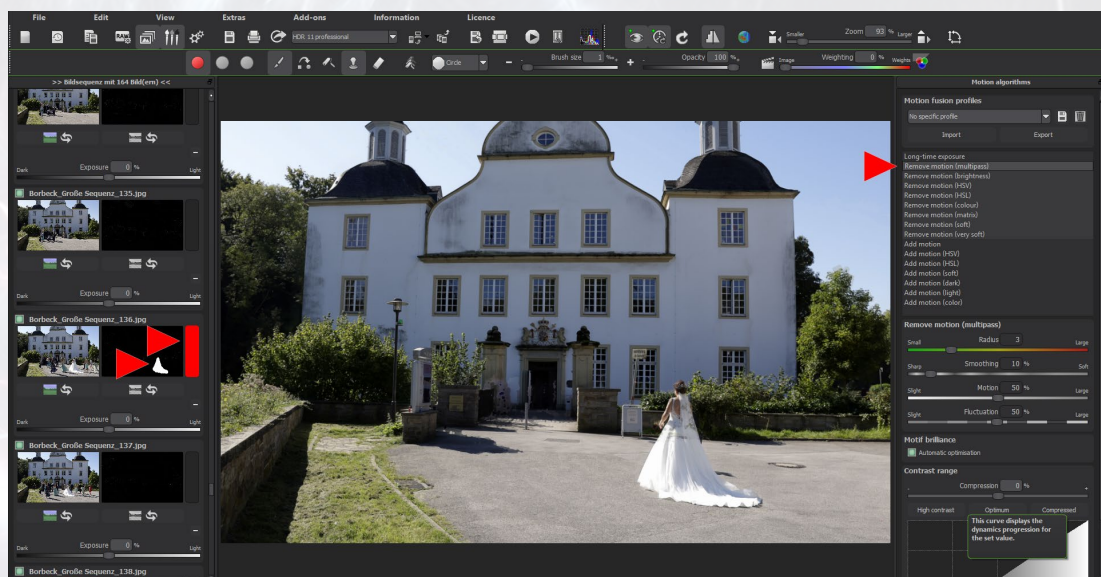 File Edit View Extras Add-ons Information Licence
RAW HDR 11 professional Smaller Zoom 93 % Larger
Circle Brush size 1 % Opacity 100 % Image Weighting 0 % Weights
>> Bildsequenz mit 164 Bild(ern) <<
Dark Exposure 0 % Light
Borbeck_Große Sequenz_135.jpg
Dark Exposure 0 % Light
Borbeck_Große Sequenz_136.jpg
Dark Exposure 0 % Light
Borbeck_Große Sequenz_137.jpg
Dark Exposure 0 % Light
Borbeck_Große Sequenz_138.jpg
Motion algorithms
Motion fusion profiles
No specific profile
Import Export
Long-time exposure
Remove motion (multipass)
Remove motion (brightness)
Remove motion (HSV)
Remove motion (HSL)
Remove motion (colour)
Remove motion (matrix)
Remove motion (soft)
Remove motion (very soft)
Add motion
Add motion (HSV)
Add motion (HSL)
Add motion (soft)
Add motion (dark)
Add motion (light)
Add motion (color)
Remove motion (multipass)
Small Radius 3 Large
Sharp Smoothing 10 % Soft
Slight Motion 50 % Large
Slight Fluctuation 50 % Large
Motif brilliance
Automatic optimisation
Contrast range
- Compression 0 % +
High contrast Optimum Compressed
This curve displays the
dynamics progression for
the set value.